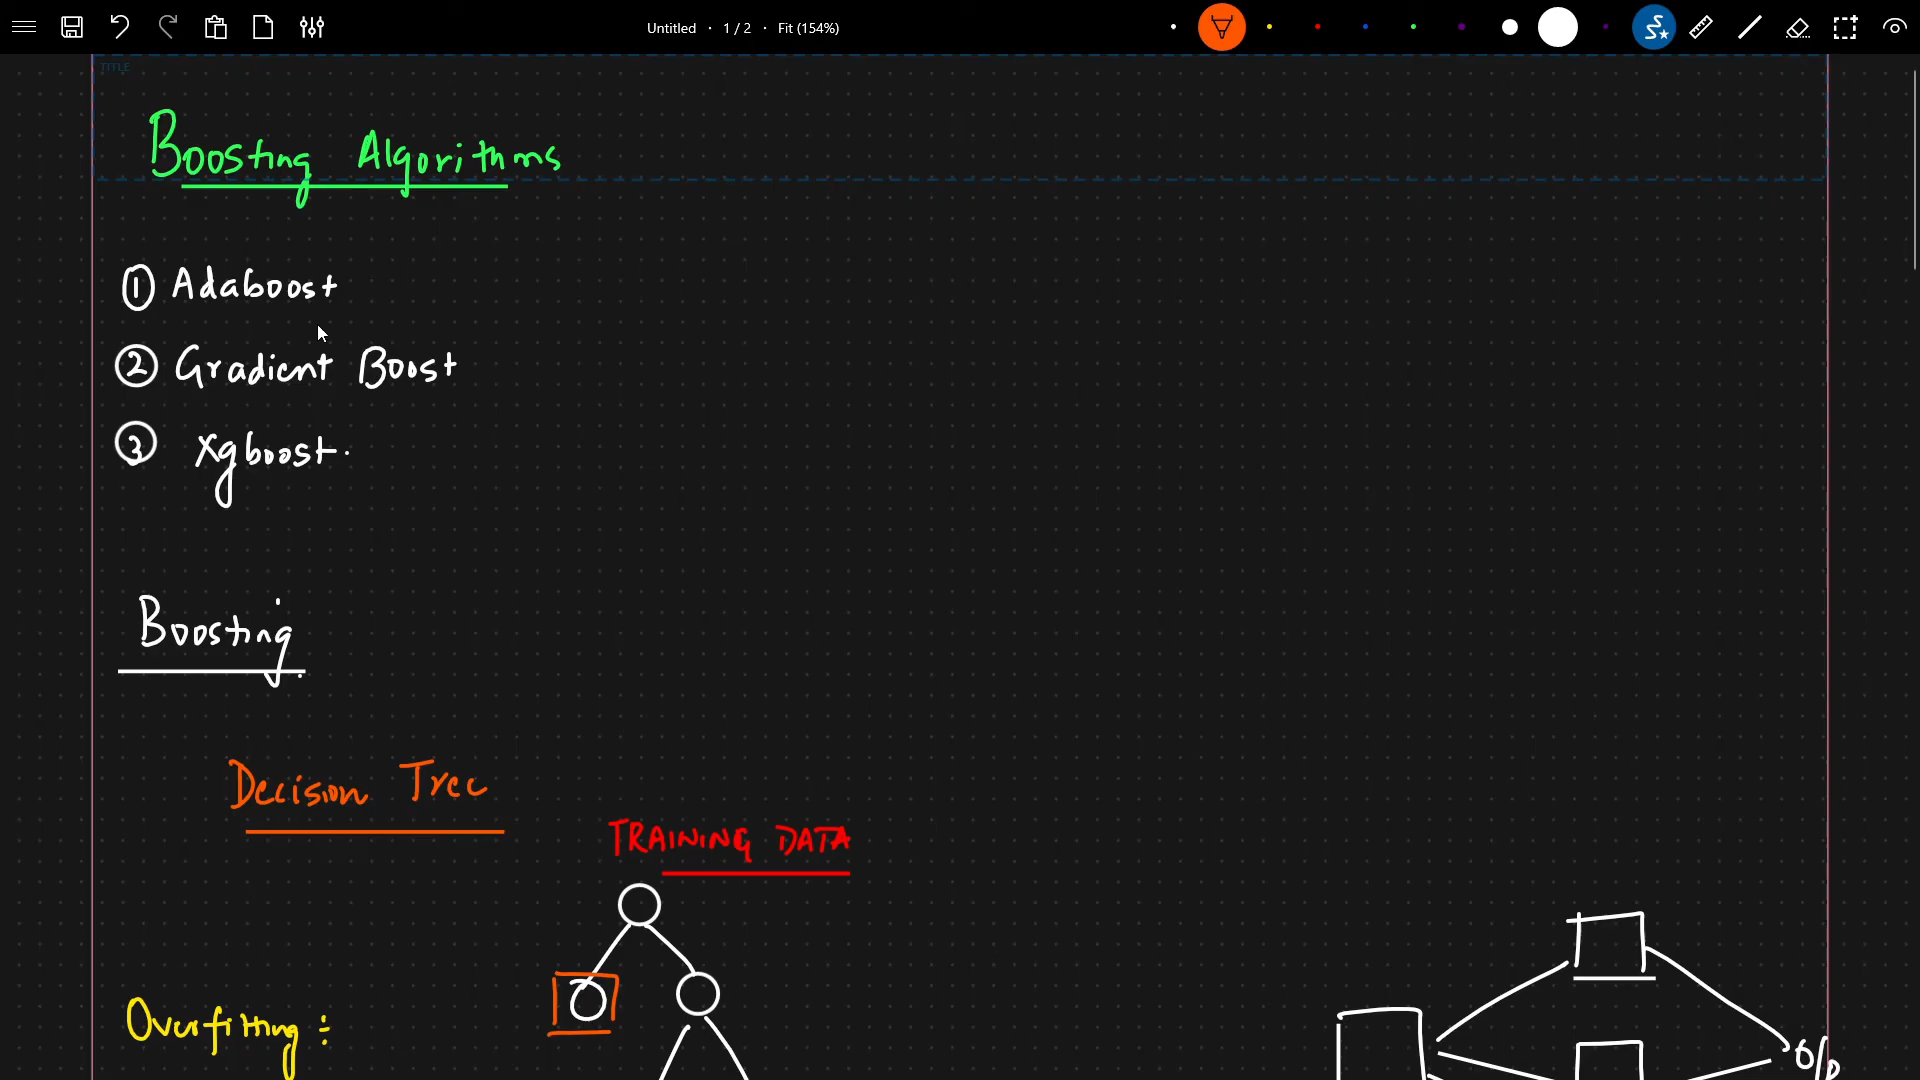 Untitled · 1 / 2 · Fit (154%)
TITLE
Boosting Algorithms
① Adaboost
② Gradient Boost
③ Xgboost.
Boosting
Decision Tree
TRAINING DATA
Overfitting ÷
O/p